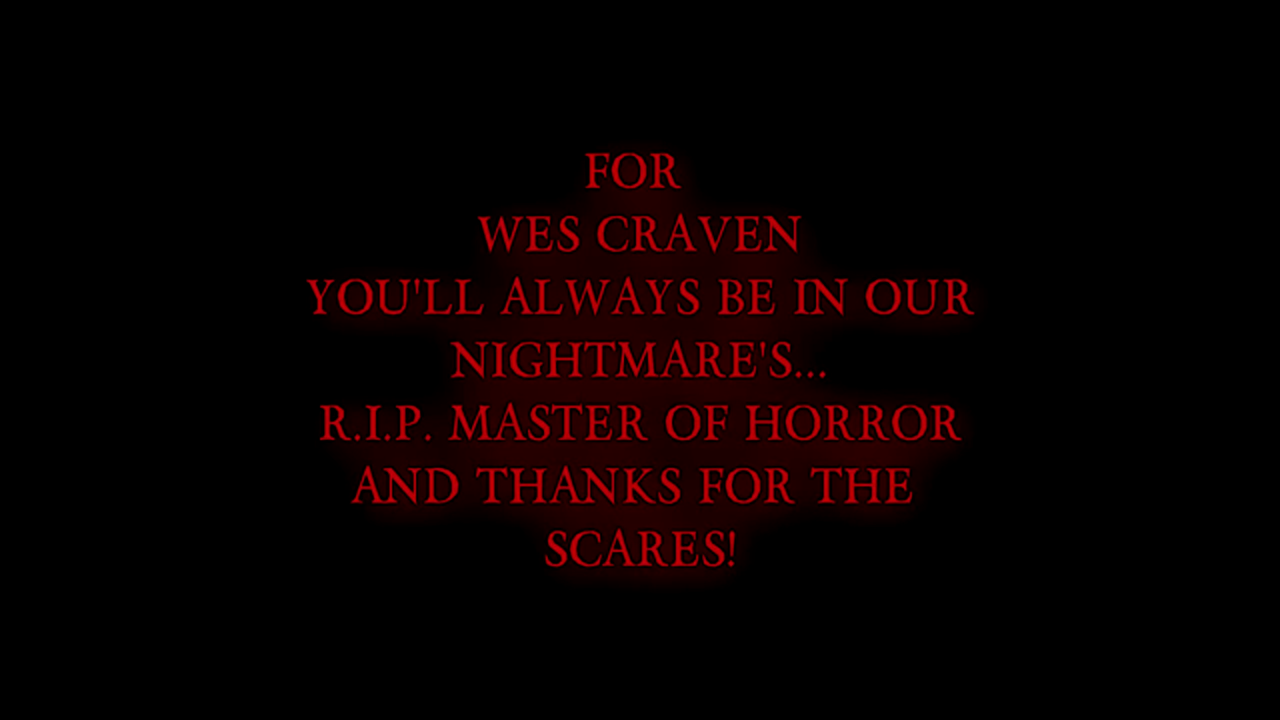 FOR
WES CRAVEN
YOU'LL ALWAYS BE IN OUR
NIGHTMARE'S...
R.I.P. MASTER OF HORROR
AND THANKS FOR THE
SCARES!